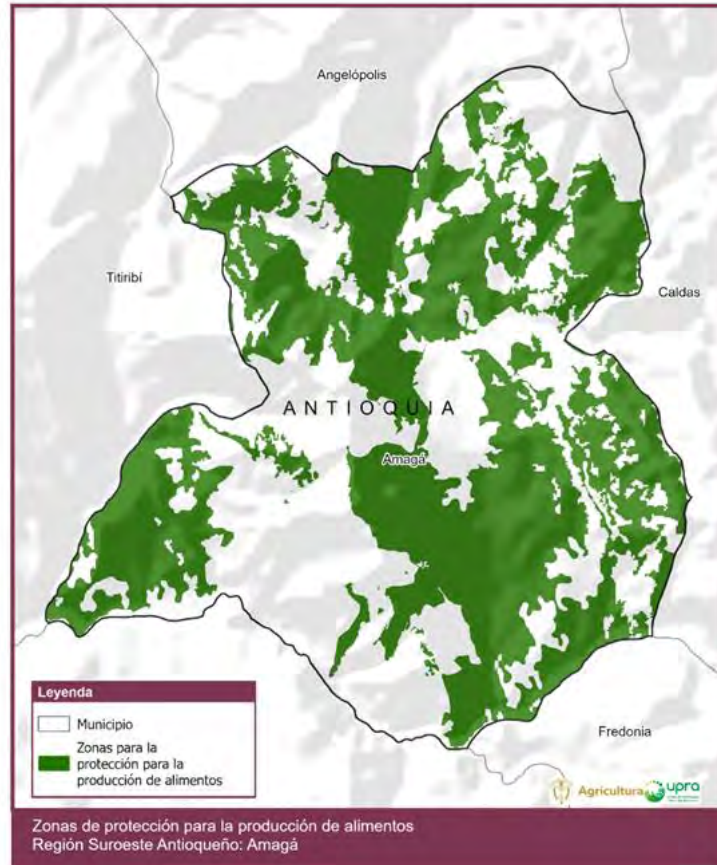 Angelópolis
Titiribí
Caldas
ANTIOQUIA
Amagá
Fredonia
Leyenda
Municipio
Zonas para la
protección para la
producción de alimentos
Agricultura
upra
Zonas de protección para la producción de alimentos
Región Suroeste Antioqueño: Amagá